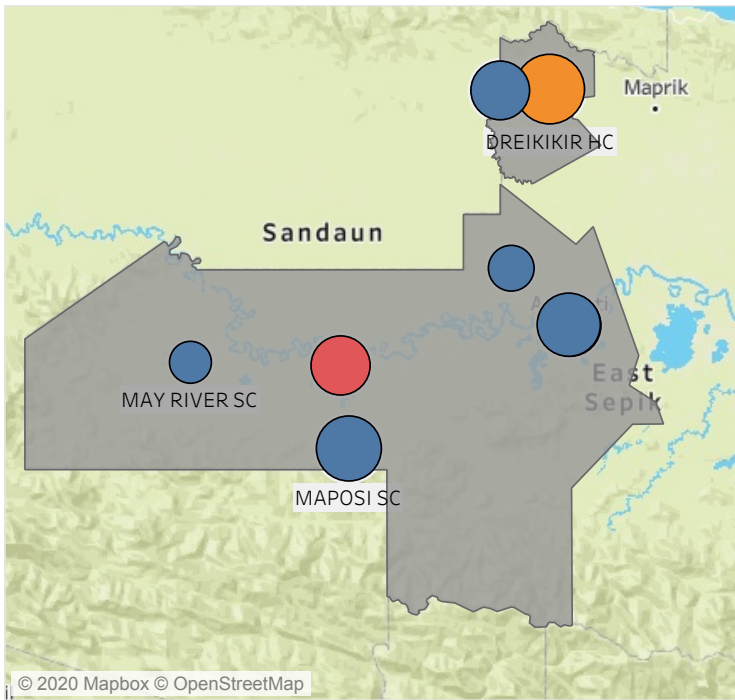 Maprik
DREIKIKIR HC
Sandaun
East
Sepik
MAY RIVER SC
MAPOSI SC
© 2020 Mapbox © OpenStreetMap